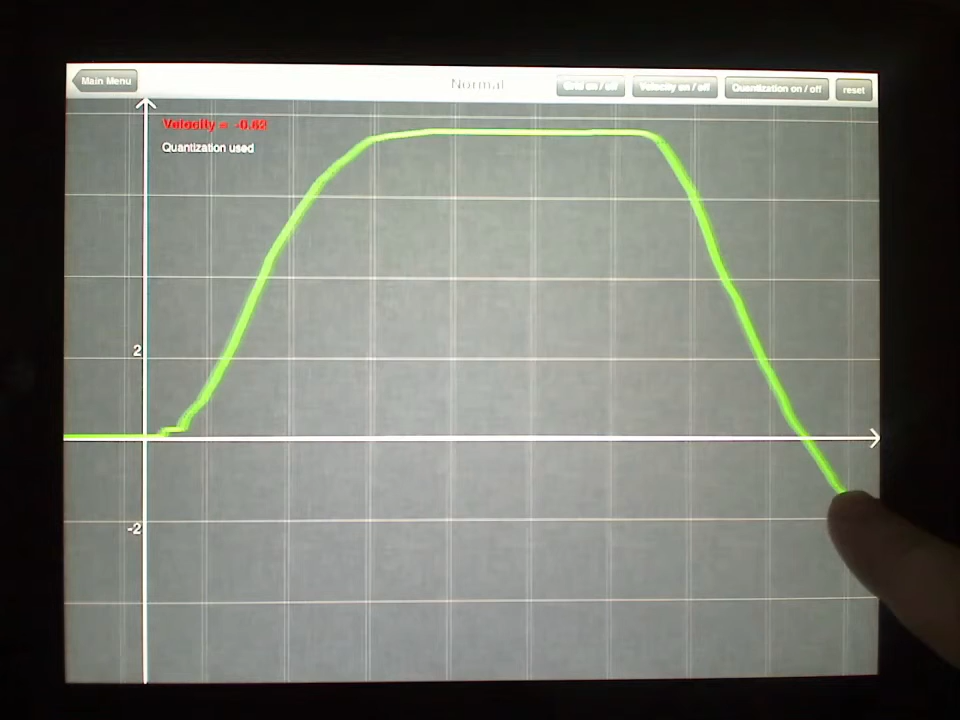 Main Menu
Normal
Grid on / off
Velocity on / off
Quantization on / off
reset
Velocity = -0.62
Quantization used
2
-2